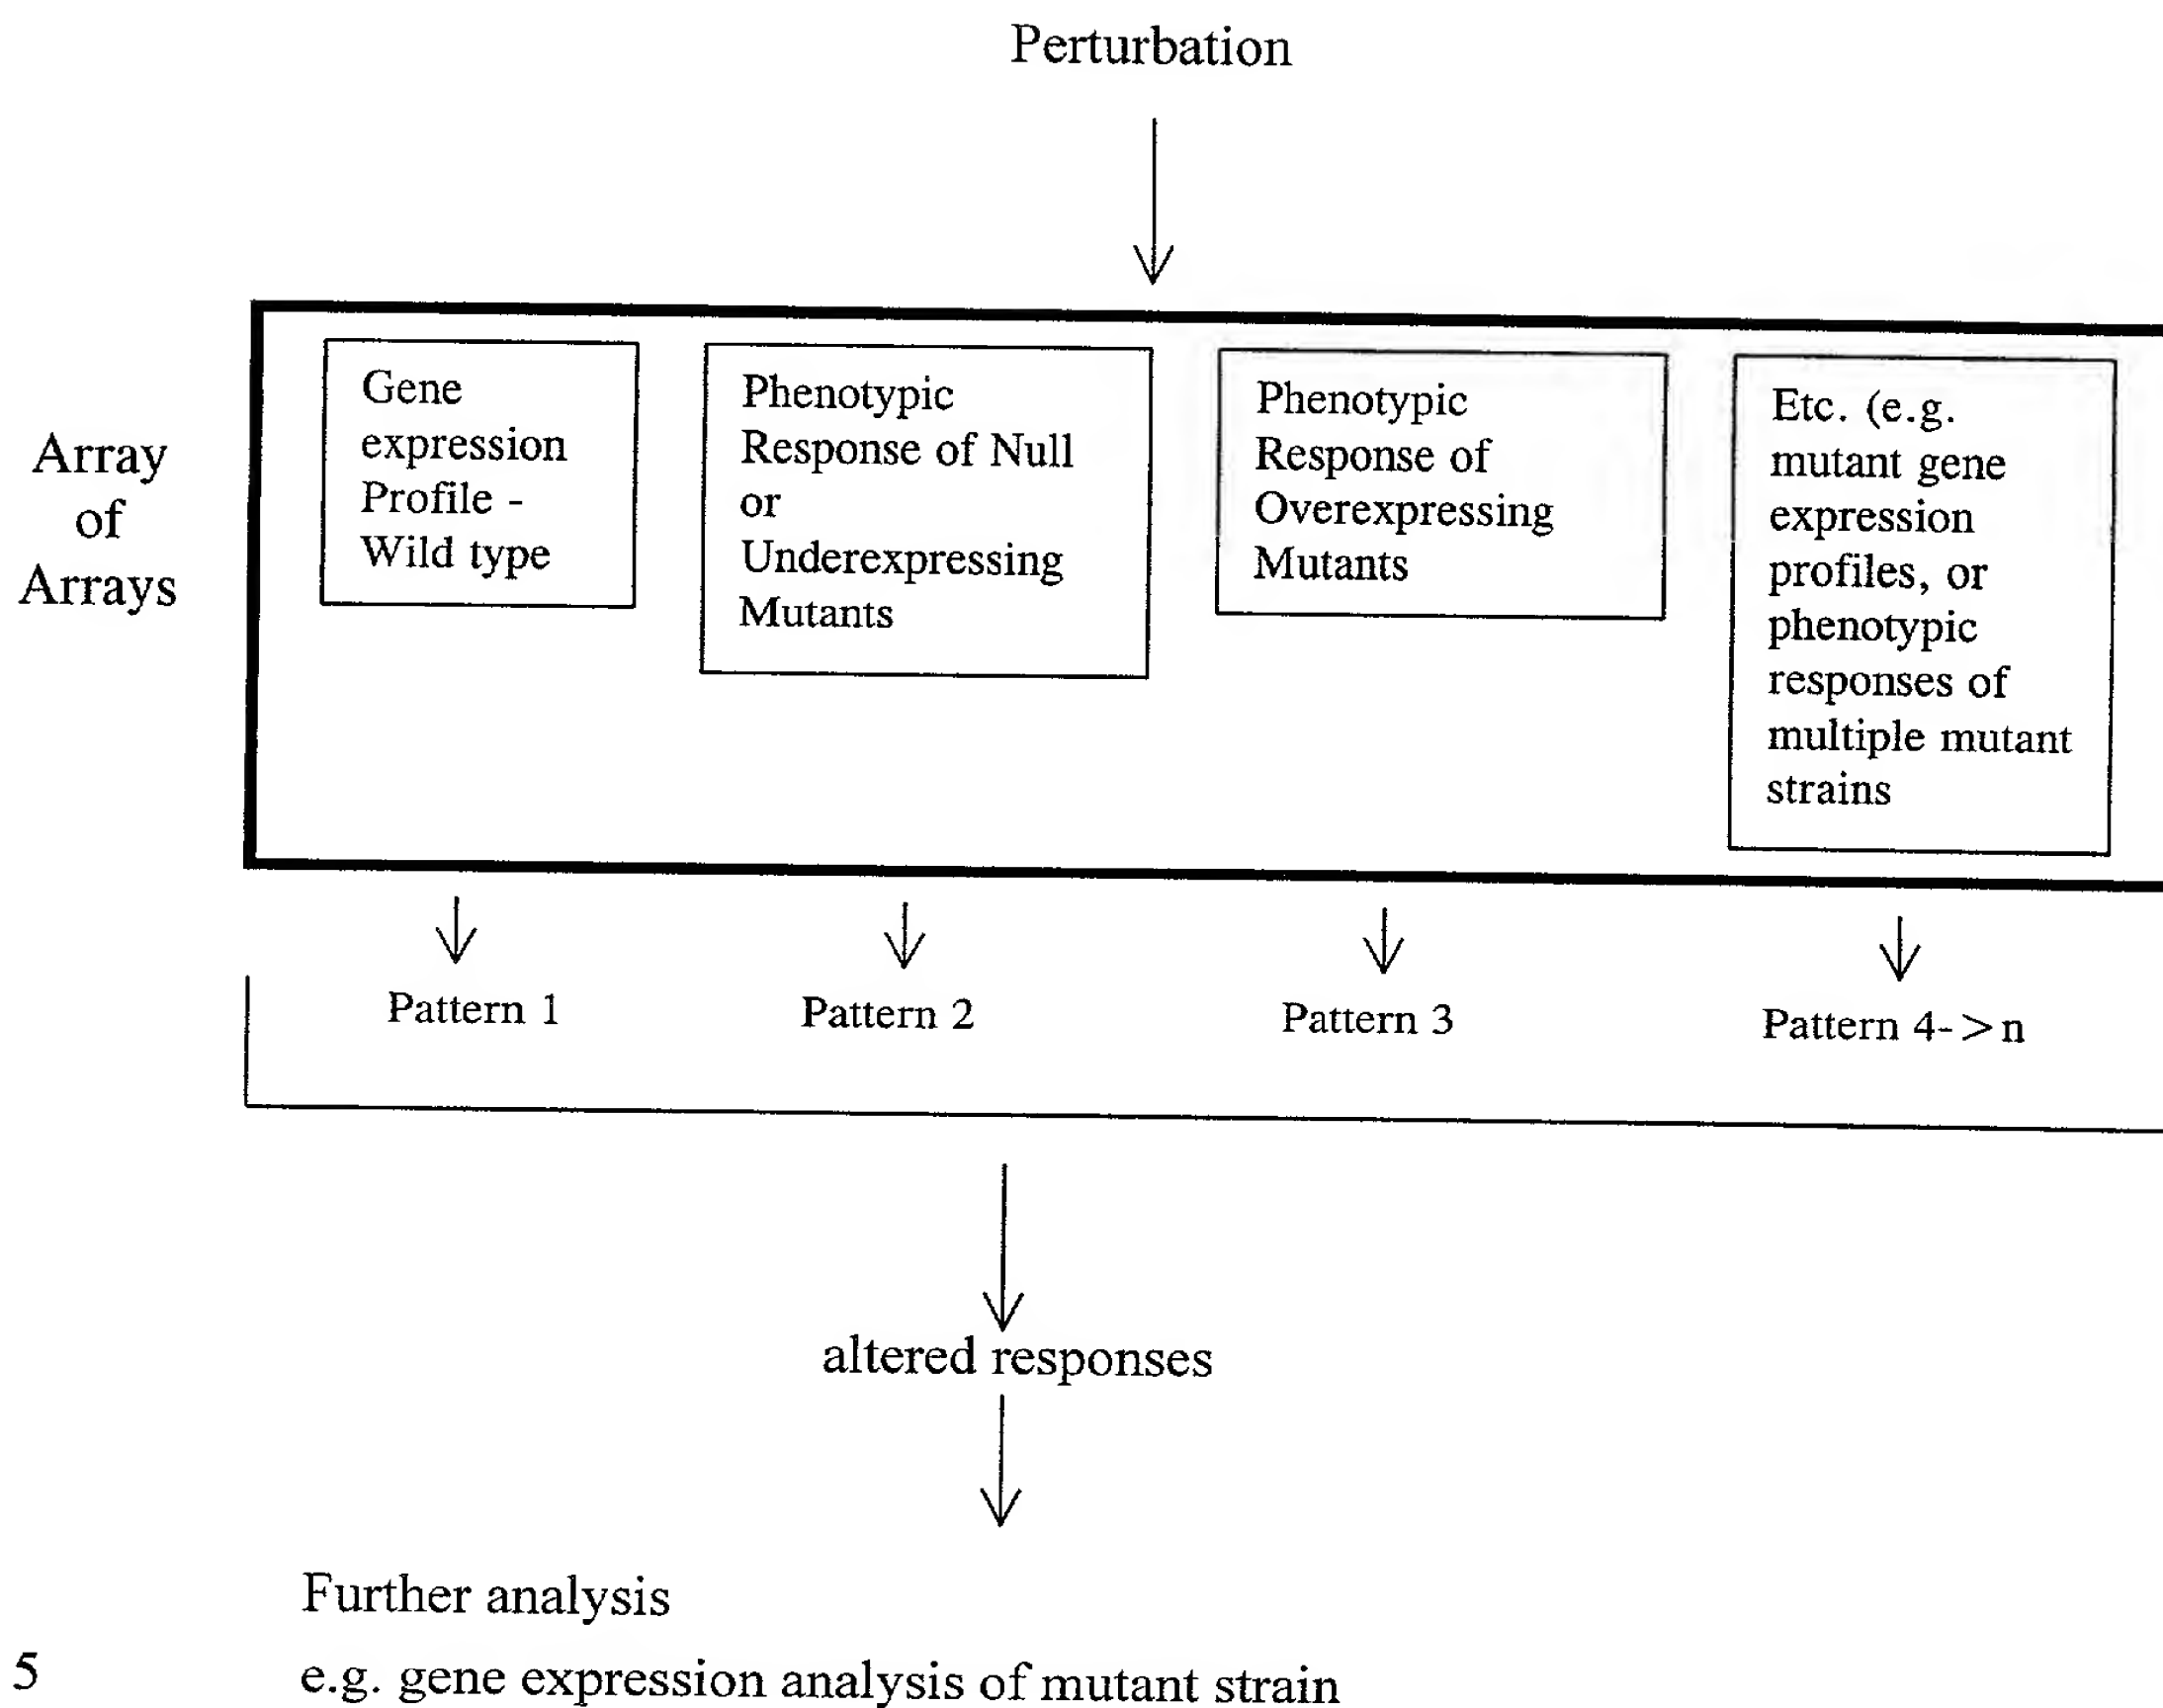 Perturbation
Array
of
Arrays
Gene
expression
Profile -
Wild type
Phenotypic
Response of Null
or
Underexpressing
Mutants
Phenotypic
Response of
Overexpressing
Mutants
Etc. (e.g.
mutant gene
expression
profiles, or
phenotypic
responses of
multiple mutant
strains
Pattern 1
Pattern 2
Pattern 3
Pattern 4->n
altered responses
Further analysis
5
e.g. gene expression analysis of mutant strain